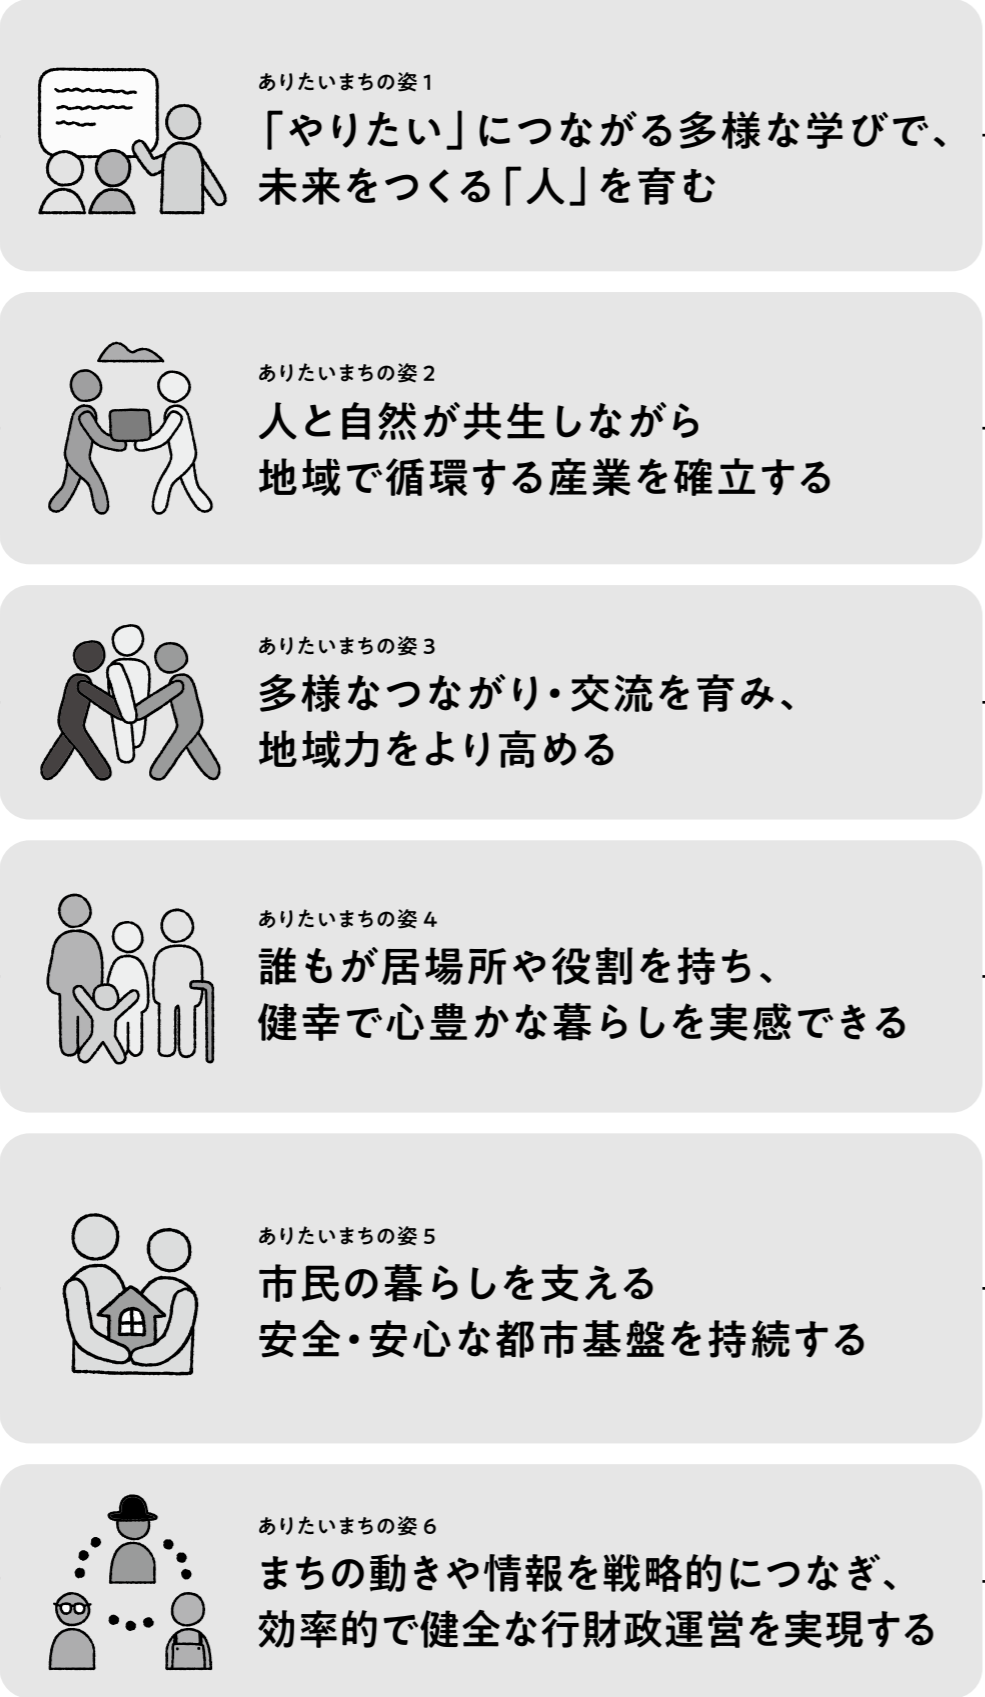 ありたいまちの姿1
「やりたい」につながる多様な学びで、
未来をつくる「人」を育む
ありたいまちの姿2
人と自然が共生しながら
地域で循環する産業を確立する
ありたいまちの姿3
多様なつながり・交流を育み、
地域力をより高める
ありたいまちの姿4
誰もが居場所や役割を持ち、
健幸で心豊かな暮らしを実感できる
ありたいまちの姿5
市民の暮らしを支える
安全・安心な都市基盤を持続する
ありたいまちの姿6
まちの動きや情報を戦略的につなぎ、
効率的で健全な行財政運営を実現する